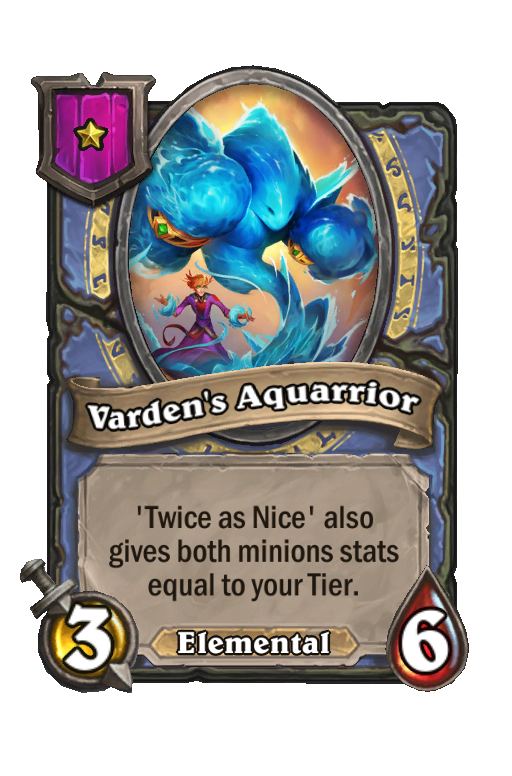 Varden's Aquarrior
'Twice as Nice' also
gives both minions stats
equal to your Tier.
3
Elemental
6